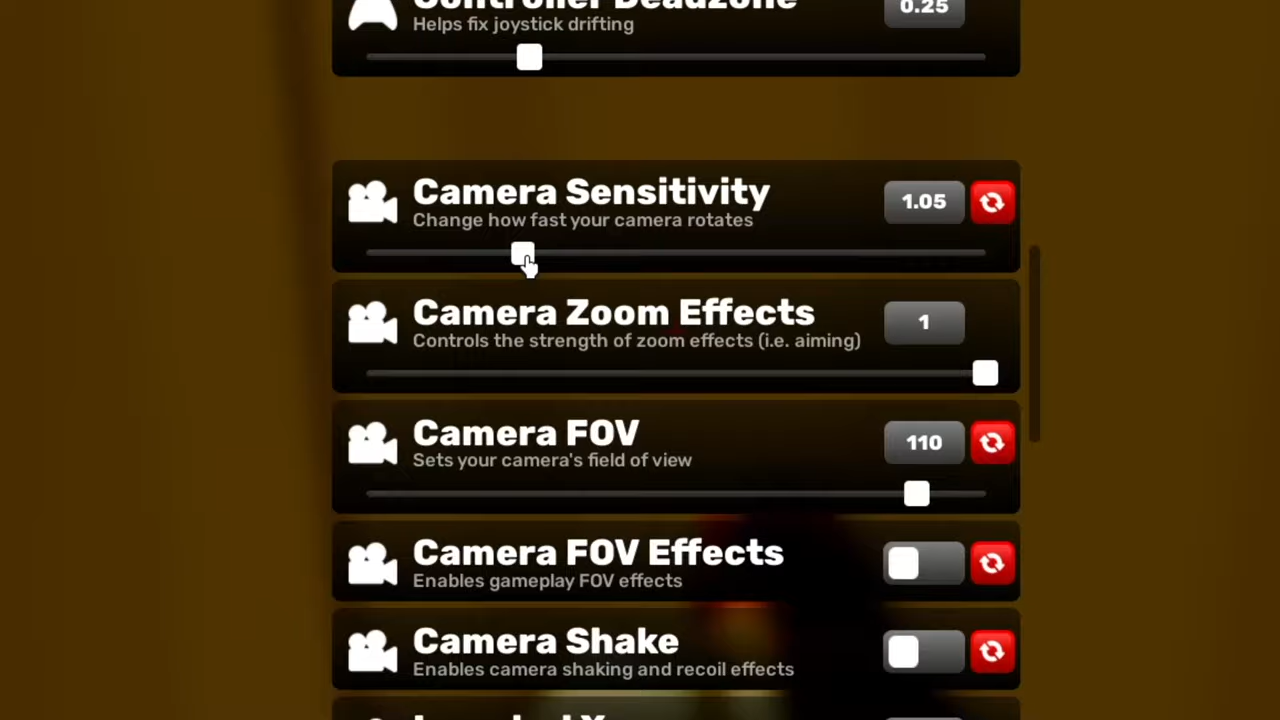 Controller Deadzone
0.25
Helps fix joystick drifting
Camera Sensitivity
1.05
Change how fast your camera rotates
Camera Zoom Effects
1
Controls the strength of zoom effects (i.e. aiming)
Camera FOV
110
Sets your camera's field of view
Camera FOV Effects
Enables gameplay FOV effects
Camera Shake
Enables camera shaking and recoil effects